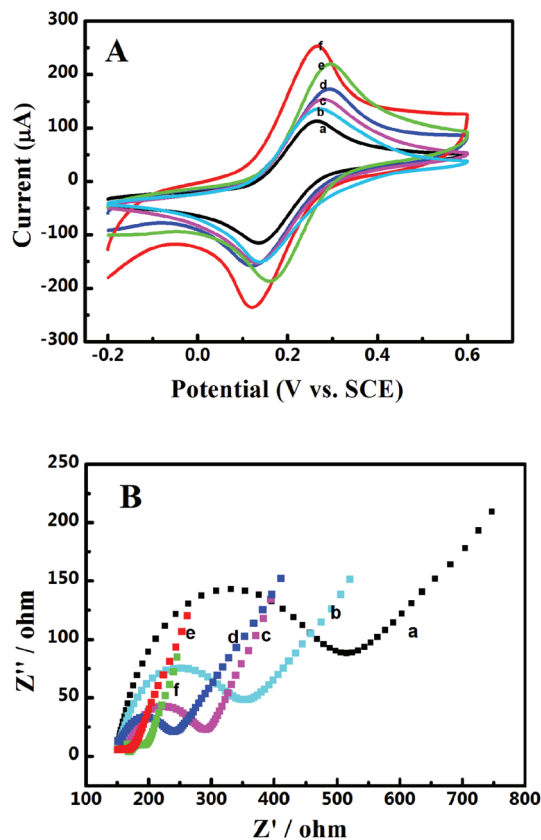 A
300
200
100
0
-100
-200
-300
Current (μA)
f
e
d
c
b
a
-0.2 0.0 0.2 0.4 0.6
Potential (V vs. SCE)
B
250
200
150
100
50
0
Z'' / ohm
e
f
d
c
b
a
100 200 300 400 500 600 700 800
Z' / ohm